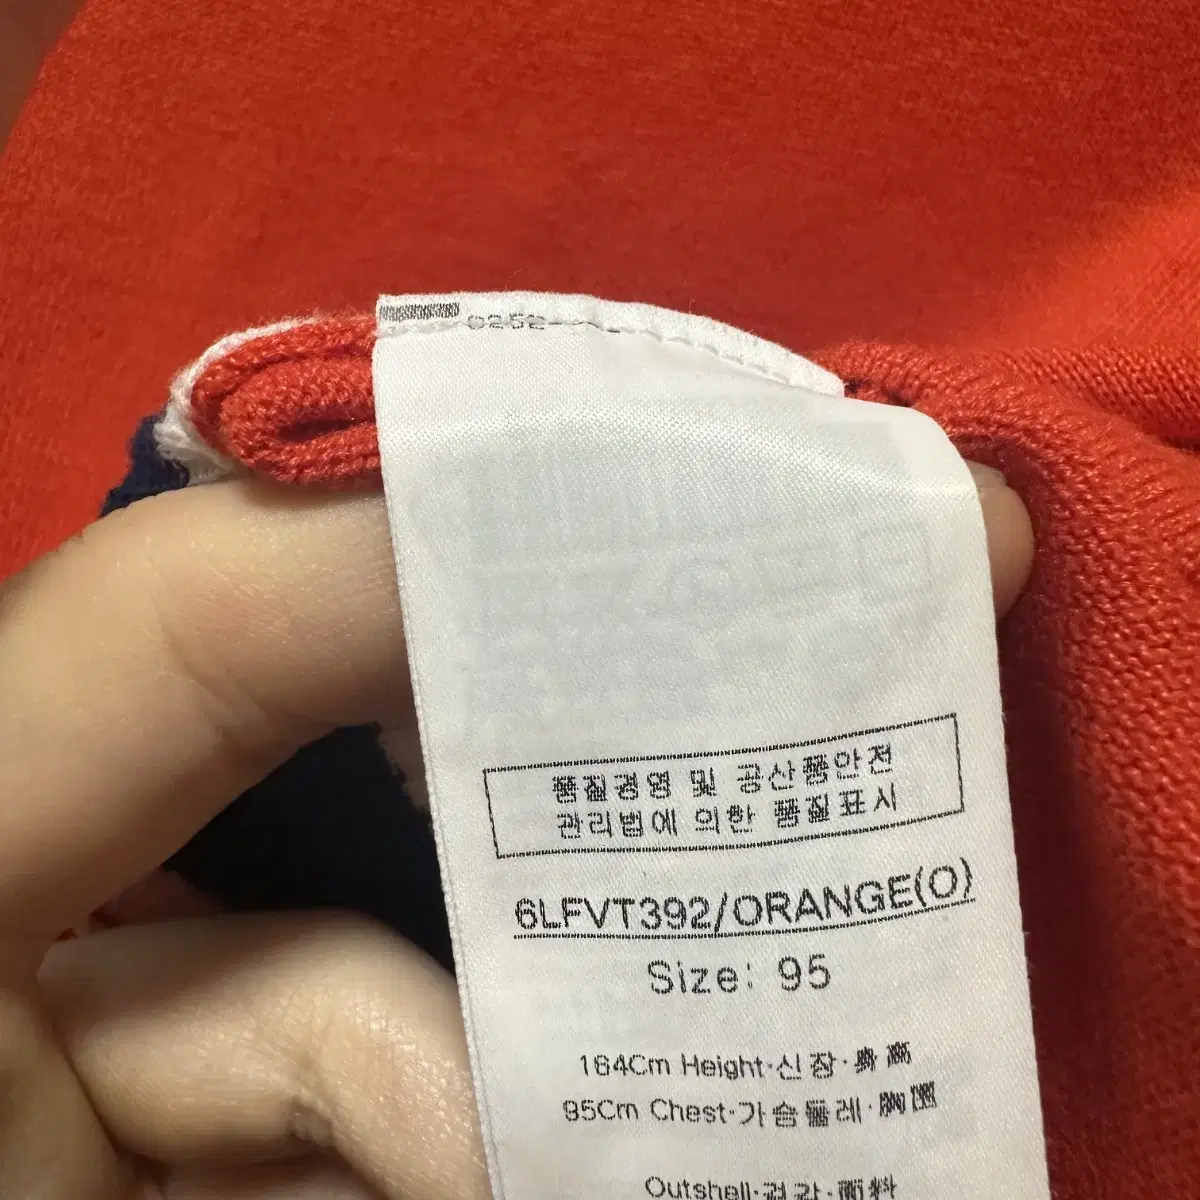 0252
품질경영 및 공산품안전
관리법에 의한 품질표시
6LFVT392/ORANGE(O)
Size: 95
164Cm Height·신장·身高
95Cm Chest·가슴둘레·胸圍
Outshell·겉감·面料